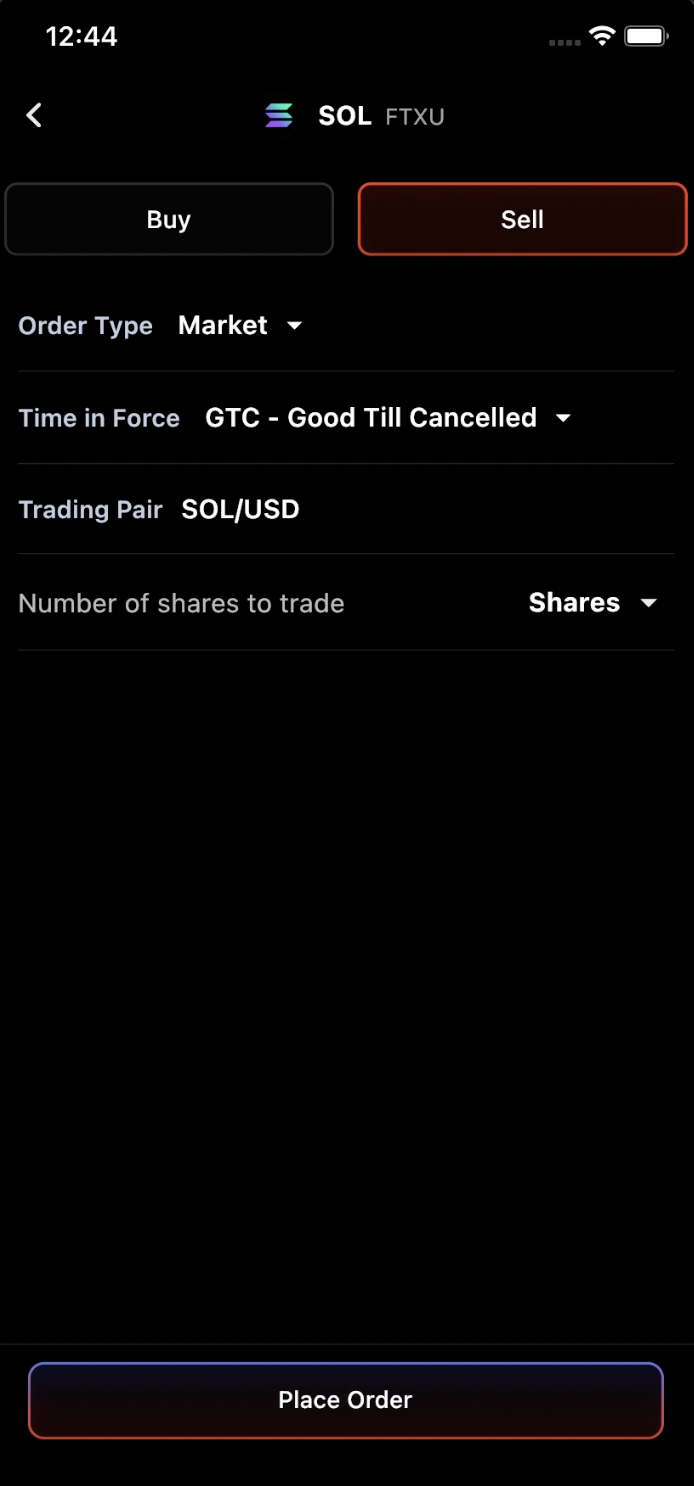 12:44
SOL FTXU
Buy Sell
Order Type Market
Time in Force GTC - Good Till Cancelled
Trading Pair SOL/USD
Number of shares to trade Shares
Place Order